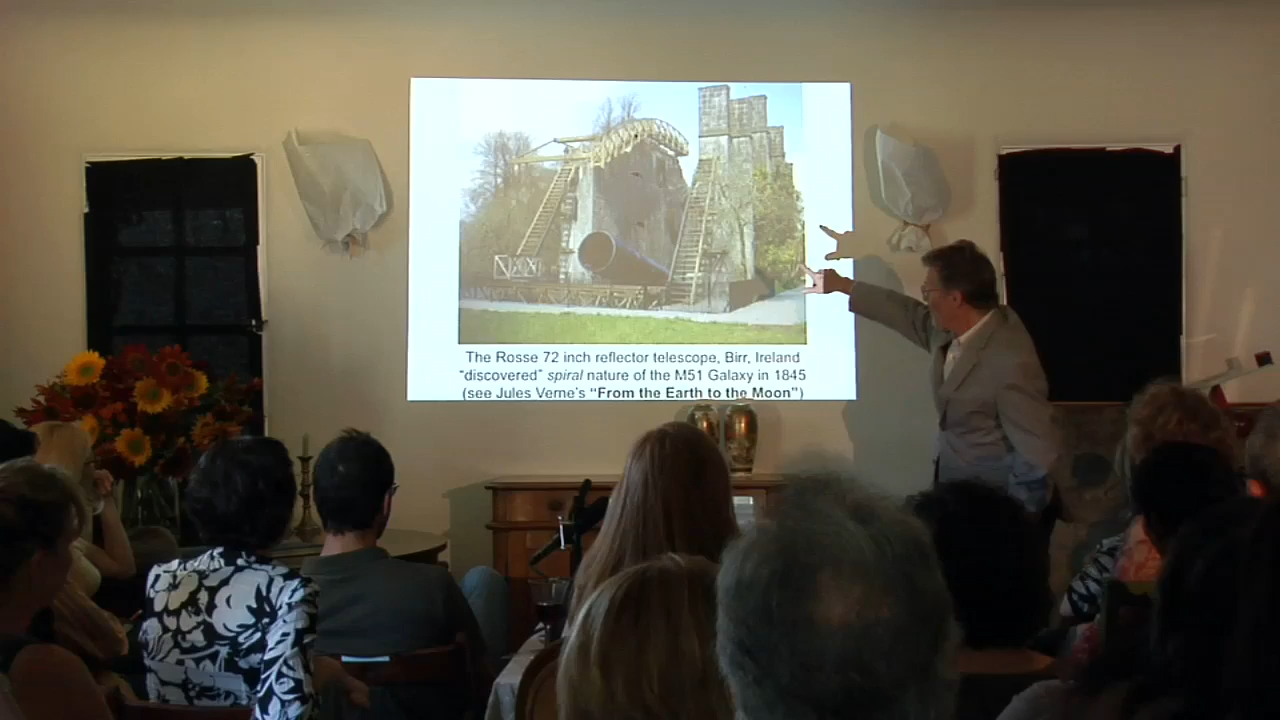 The Rosse 72 inch reflector telescope, Birr, Ireland
"discovered" spiral nature of the M51 Galaxy in 1845
(see Jules Verne's "From the Earth to the Moon")